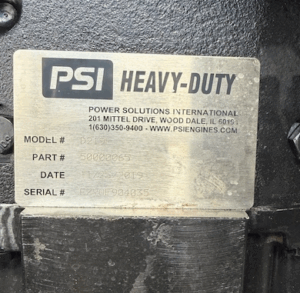 PSI HEAVY-DUTY
POWER SOLUTIONS INTERNATIONAL
201 MITTEL DRIVE, WOOD DALE, IL
1(630)350-9400 - WWW.PSIENGINES.COM
MODEL #
PART #
DATE
SERIAL #